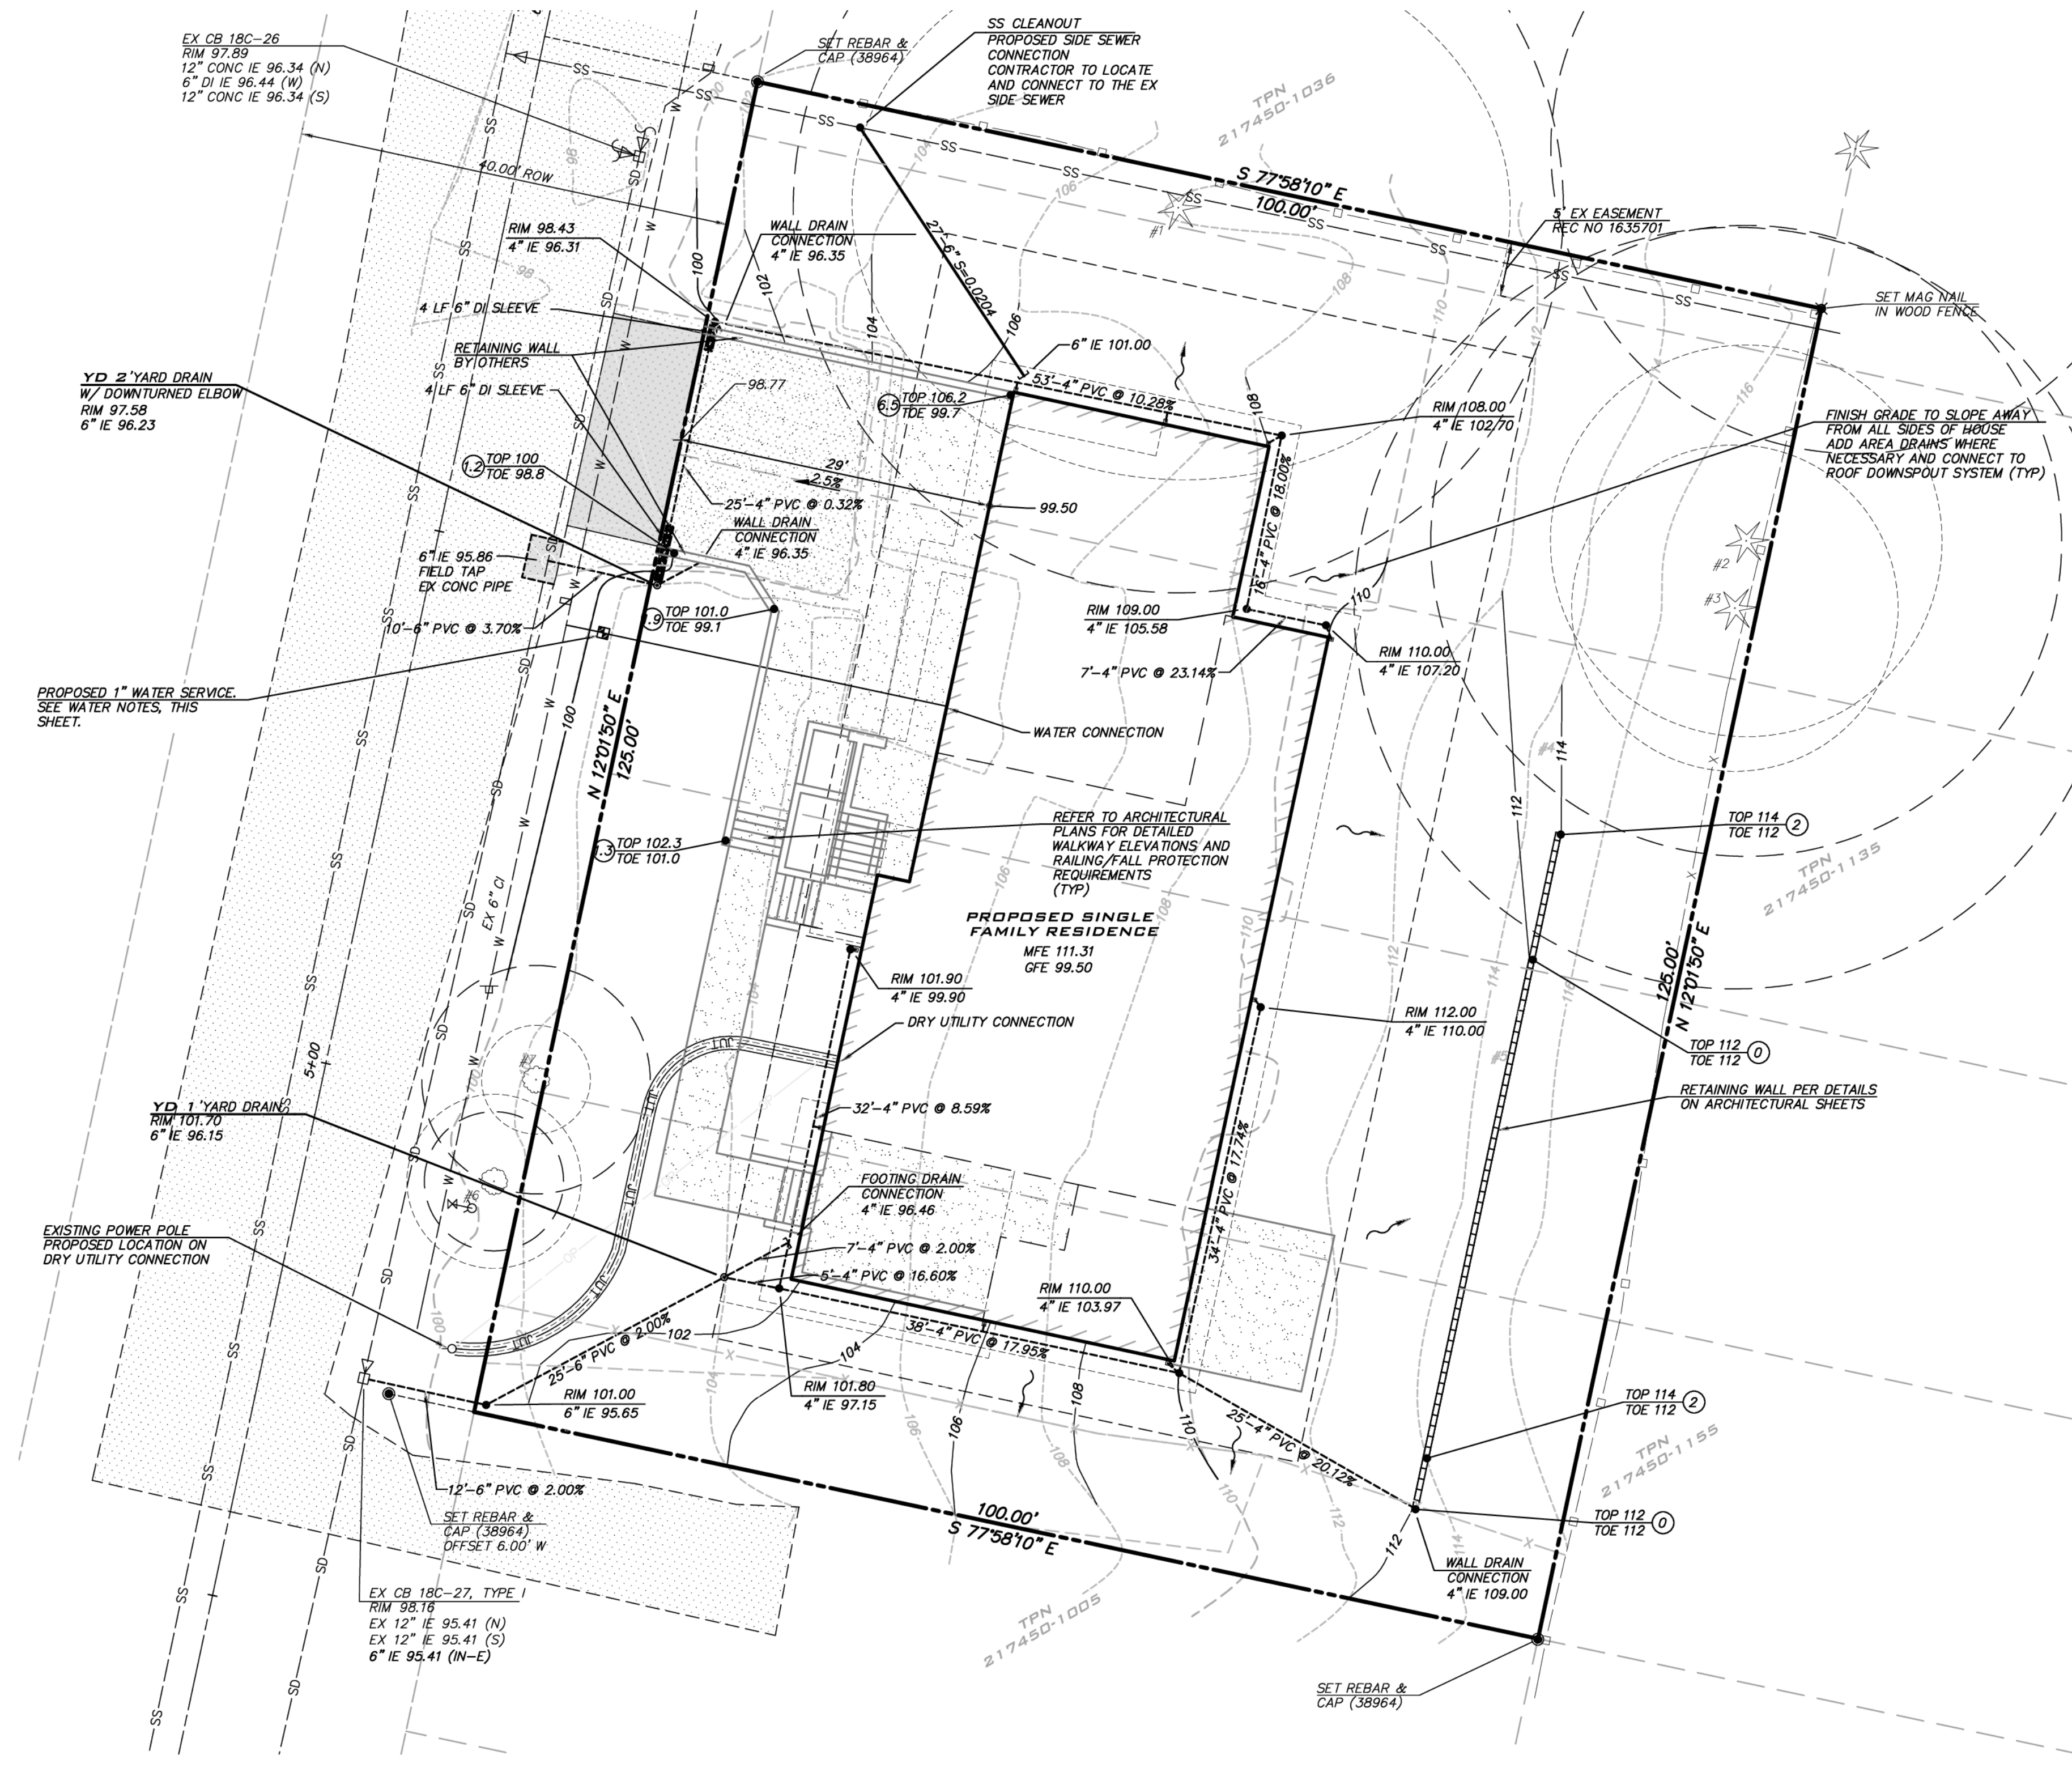 EX CB 18C-26
RIM 97.89
12" CONC IE 96.34 (N)
6" DI IE 96.44 (W)
12" CONC IE 96.34 (S)
SET REBAR &
CAP (38964)
SS CLEANOUT
PROPOSED SIDE SEWER
CONNECTION
CONTRACTOR TO LOCATE
AND CONNECT TO THE EX
SIDE SEWER
TPN
217450-1036
40.00' ROW
S 77°58'10" E
100.00'
5' EX EASEMENT
REC NO 1635701
SET MAG NAIL
IN WOOD FENCE
RIM 98.43
4" IE 96.31
WALL DRAIN
CONNECTION
4" IE 96.35
27'-6" S=0.0204
4 LF 6" DI SLEEVE
RETAINING WALL
BY OTHERS
4 LF 6" DI SLEEVE
98.77
6" IE 101.00
53'-4" PVC @ 10.28%
YD 2 'YARD DRAIN
W/ DOWNTURNED ELBOW
RIM 97.58
6" IE 96.23
6.5
TOP 106.2
TOE 99.7
RIM 108.00
4" IE 102.70
FINISH GRADE TO SLOPE AWAY
FROM ALL SIDES OF HOUSE
ADD AREA DRAINS WHERE
NECESSARY AND CONNECT TO
ROOF DOWNSPOUT SYSTEM (TYP)
1.2
TOP 100
TOE 98.8
29'
2.5%
25'-4" PVC @ 0.32%
99.50
16'-4" PVC @ 18.00%
WALL DRAIN
CONNECTION
4" IE 96.35
6" IE 95.86
FIELD TAP
EX CONC PIPE
10'-6" PVC @ 3.70%
.9
TOP 101.0
TOE 99.1
RIM 109.00
4" IE 105.58
RIM 110.00
4" IE 107.20
7'-4" PVC @ 23.14%
PROPOSED 1" WATER SERVICE.
SEE WATER NOTES, THIS
SHEET.
N 12°01'50" E
125.00'
WATER CONNECTION
REFER TO ARCHITECTURAL
PLANS FOR DETAILED
WALKWAY ELEVATIONS AND
RAILING/FALL PROTECTION
REQUIREMENTS
(TYP)
TOP 114
TOE 112
2
TPN
217450-1135
.3
TOP 102.3
TOE 101.0
EX 6" CI
PROPOSED SINGLE
FAMILY RESIDENCE
MFE 111.31
GFE 99.50
RIM 101.90
4" IE 99.90
DRY UTILITY CONNECTION
RIM 112.00
4" IE 110.00
125.00'
N 12°01'50" E
TOP 112
TOE 112
0
RETAINING WALL PER DETAILS
ON ARCHITECTURAL SHEETS
5+00
YD 1 'YARD DRAIN
RIM 101.70
6" IE 96.15
32'-4" PVC @ 8.59%
34'-4" PVC @ 17.74%
FOOTING DRAIN
CONNECTION
4" IE 96.46
7'-4" PVC @ 2.00%
5'-4" PVC @ 16.60%
EXISTING POWER POLE
PROPOSED LOCATION ON
DRY UTILITY CONNECTION
RIM 110.00
4" IE 103.97
38'-4" PVC @ 17.95%
25'-6" PVC @ 2.00%
RIM 101.00
6" IE 95.65
RIM 101.80
4" IE 97.15
25'-4" PVC @ 20.12%
TOP 114
TOE 112
2
TPN
217450-1155
12'-6" PVC @ 2.00%
SET REBAR &
CAP (38964)
OFFSET 6.00' W
100.00'
S 77°58'10" E
TOP 112
TOE 112
0
WALL DRAIN
CONNECTION
4" IE 109.00
EX CB 18C-27, TYPE I
RIM 98.16
EX 12" IE 95.41 (N)
EX 12" IE 95.41 (S)
6" IE 95.41 (IN-E)
TPN
217450-1005
SET REBAR &
CAP (38964)